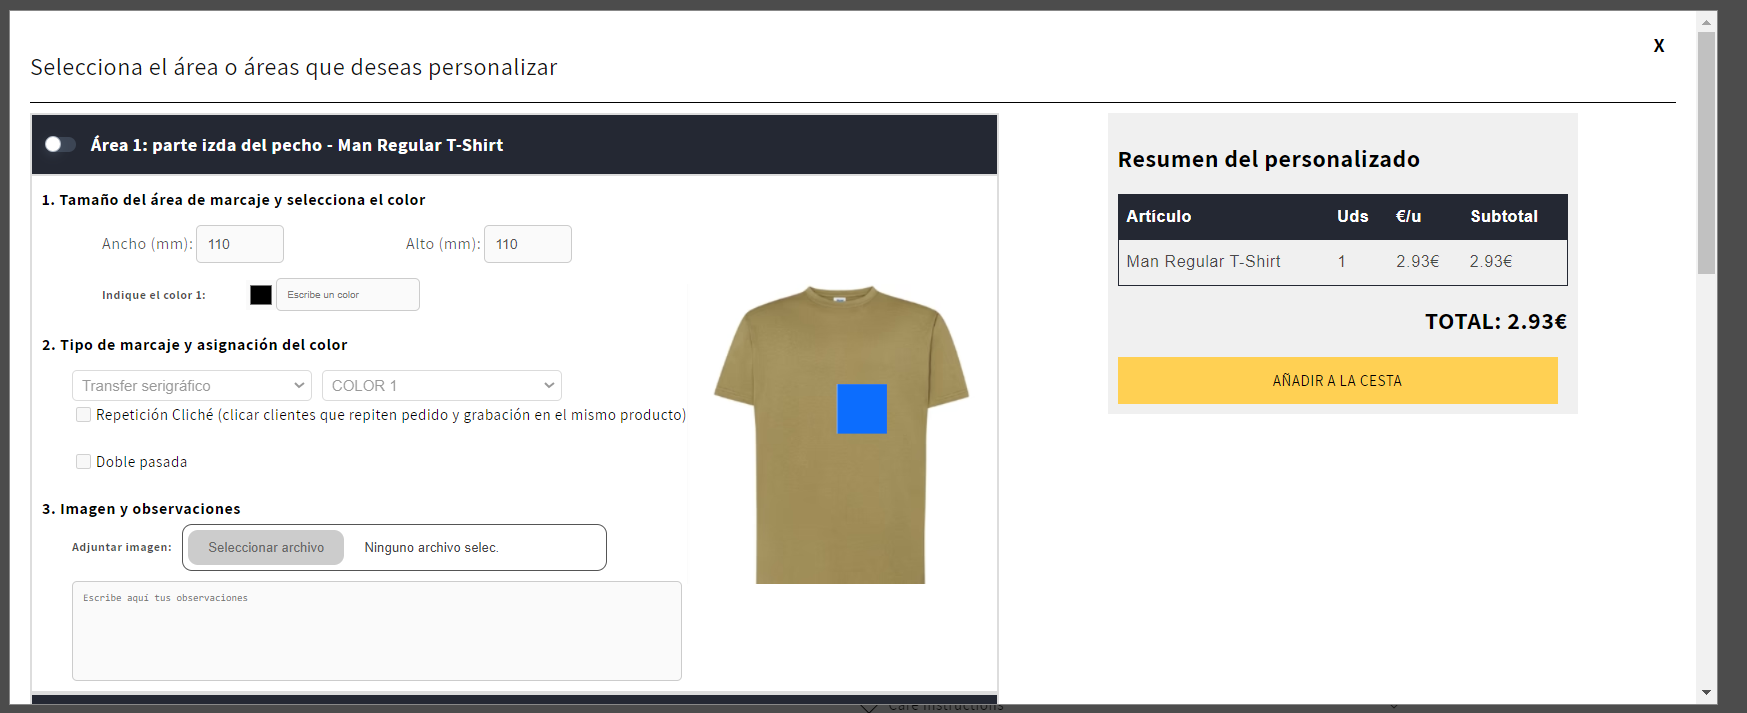 X
Selecciona el área o áreas que deseas personalizar
Área 1: parte izda del pecho - Man Regular T-Shirt
1. Tamaño del área de marcaje y selecciona el color
Ancho (mm): 110 Alto (mm): 110
Indique el color 1: Escribe un color
2. Tipo de marcaje y asignación del color
Transfer serigráfico COLOR 1
Repetición Cliché (clicar clientes que repiten pedido y grabación en el mismo producto)
Doble pasada
3. Imagen y observaciones
Adjuntar imagen: Seleccionar archivo Ninguno archivo selec.
Escribe aquí tus observaciones
Resumen del personalizado
Artículo Uds €/u Subtotal
Man Regular T-Shirt 1 2.93€ 2.93€
TOTAL: 2.93€
AÑADIR A LA CESTA
Care instructions